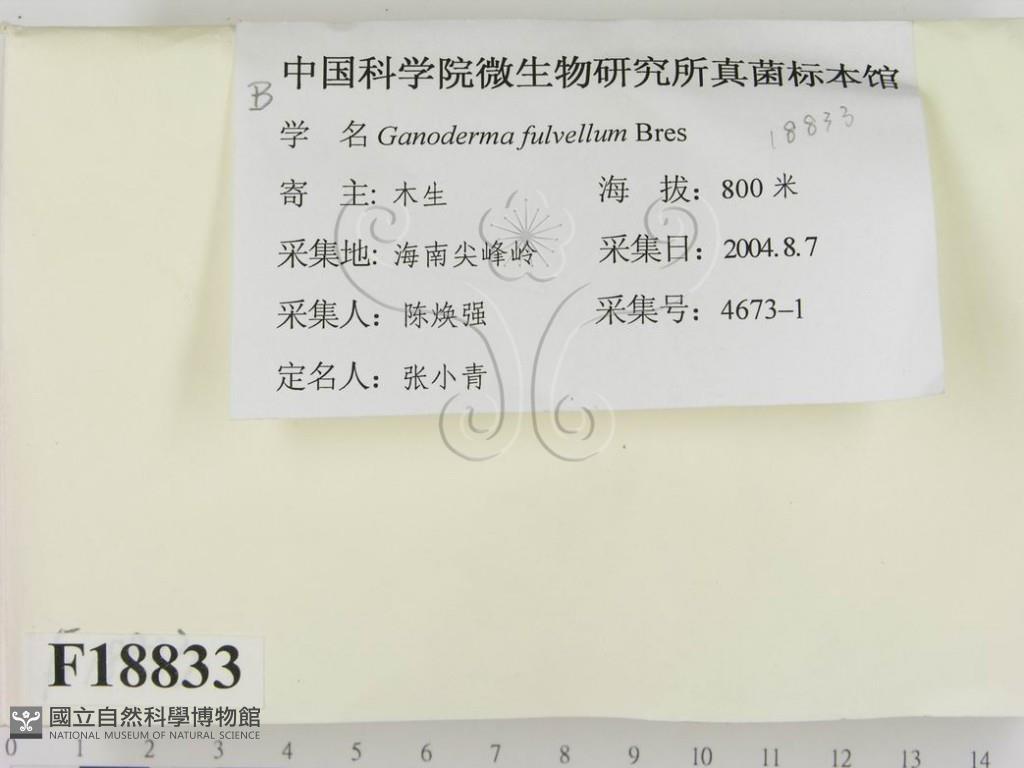 中国科学院微生物研究所真菌标本馆
B
学 名 Ganoderma fulvellum Bres
18833
寄 主: 木生 海 拔: 800 米
采集地: 海南尖峰岭 采集日: 2004.8.7
采集人: 陈焕强 采集号: 4673-1
定名人: 张小青
F18833
國立自然科學博物館
NATIONAL MUSEUM OF NATURAL SCIENCE
0 1 2 3 4 5 6 7 8 9 10 11 12 13 14